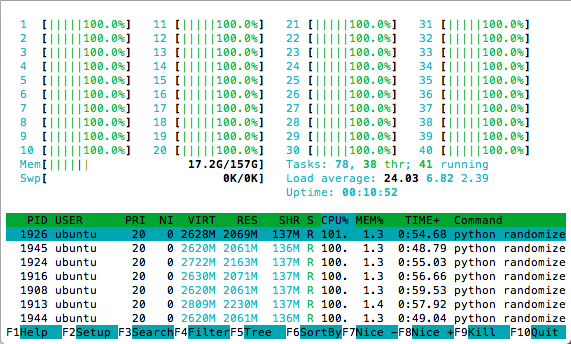 1 [|||||100.0%] 11 [|||||100.0%] 21 [|||||100.0%] 31 [|||||100.0%]
2 [|||||100.0%] 12 [|||||100.0%] 22 [|||||100.0%] 32 [|||||100.0%]
3 [|||||100.0%] 13 [|||||100.0%] 23 [|||||100.0%] 33 [|||||100.0%]
4 [|||||100.0%] 14 [|||||100.0%] 24 [|||||100.0%] 34 [|||||100.0%]
5 [|||||100.0%] 15 [|||||100.0%] 25 [|||||100.0%] 35 [|||||100.0%]
6 [|||||100.0%] 16 [|||||100.0%] 26 [|||||100.0%] 36 [|||||100.0%]
7 [|||||100.0%] 17 [|||||100.0%] 27 [|||||100.0%] 37 [|||||100.0%]
8 [|||||100.0%] 18 [|||||100.0%] 28 [|||||100.0%] 38 [|||||100.0%]
9 [|||||100.0%] 19 [|||||100.0%] 29 [|||||100.0%] 39 [|||||100.0%]
10 [|||||100.0%] 20 [|||||100.0%] 30 [|||||100.0%] 40 [|||||100.0%]
Mem[|||||| 17.2G/157G] Tasks: 78, 38 thr; 41 running
Swp[ 0K/0K] Load average: 24.03 6.82 2.39
Uptime: 00:10:52
PID USER PRI NI VIRT RES SHR S CPU% MEM% TIME+ Command
1926 ubuntu 20 0 2628M 2069M 137M R 101. 1.3 0:54.68 python randomize
1945 ubuntu 20 0 2620M 2061M 136M R 100. 1.3 0:48.79 python randomize
1924 ubuntu 20 0 2722M 2163M 137M R 100. 1.3 0:55.03 python randomize
1916 ubuntu 20 0 2630M 2071M 137M R 100. 1.3 0:56.66 python randomize
1908 ubuntu 20 0 2620M 2061M 137M R 100. 1.3 0:59.53 python randomize
1913 ubuntu 20 0 2809M 2230M 137M R 100. 1.4 0:57.92 python randomize
1944 ubuntu 20 0 2620M 2061M 136M R 100. 1.3 0:49.04 python randomize
F1Help F2Setup F3SearchF4FilterF5Tree F6SortByF7Nice -F8Nice +F9Kill F10Quit